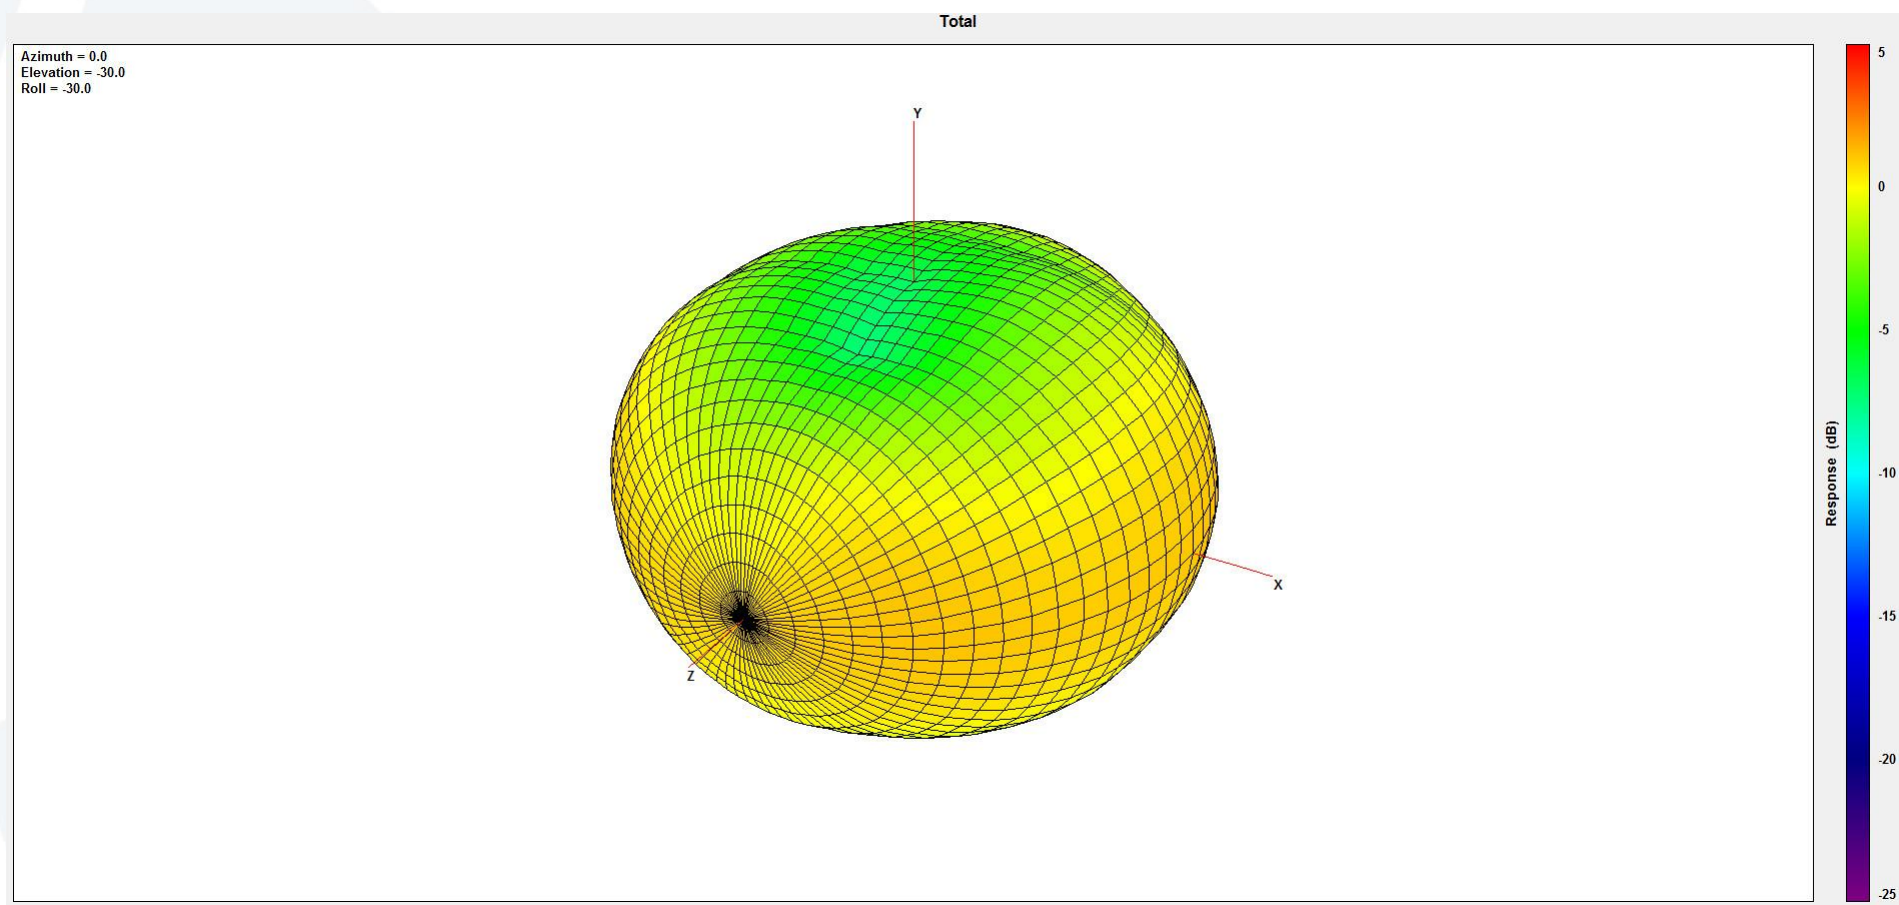 Total
Azimuth = 0.0
Elevation = -30.0
Roll = -30.0
Y
X
Z
5
0
-5
-10
-15
-20
-25
Response (dB)